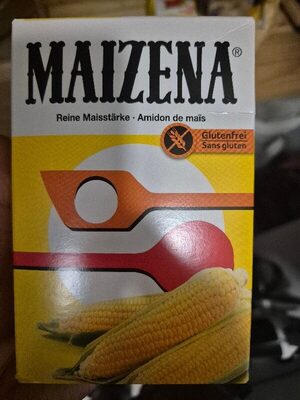 MAIZENA®
Reine Maisstärke · Amidon de maïs
Glutenfrei
Sans gluten